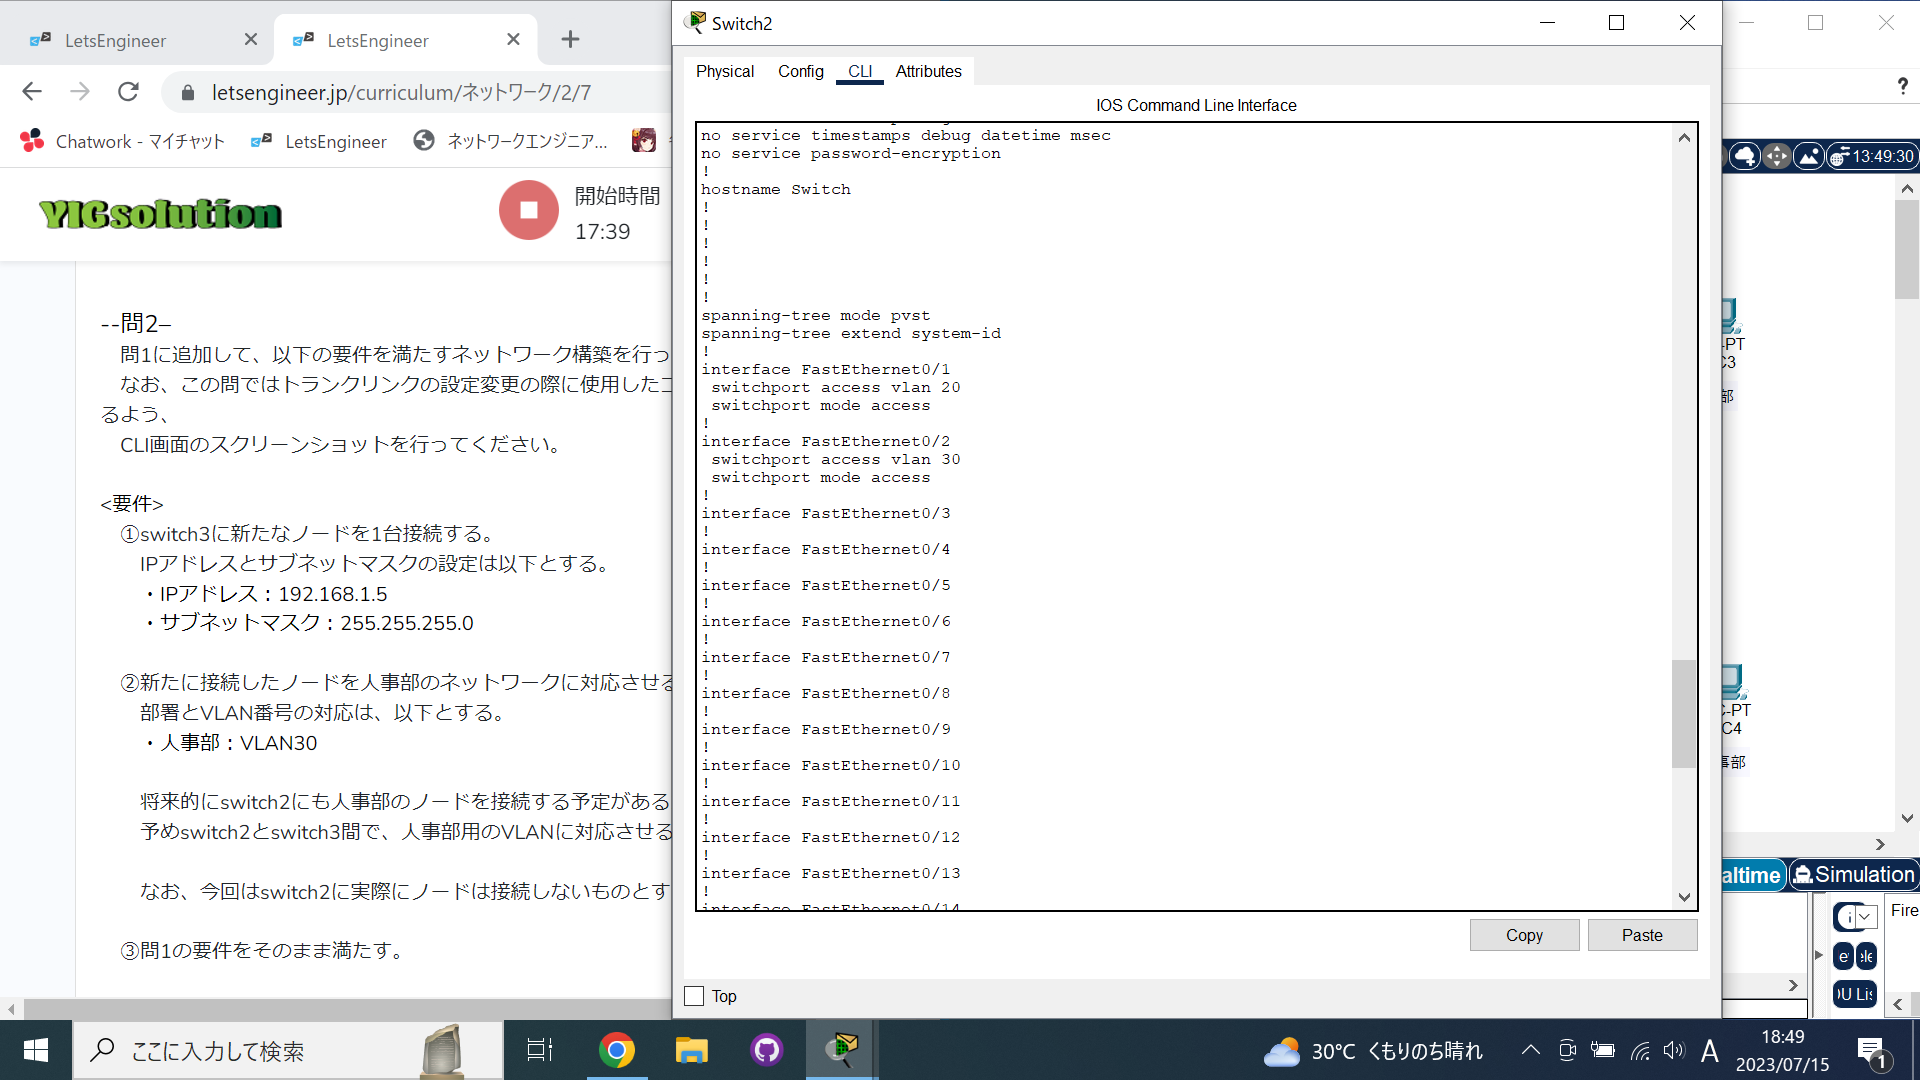 LetsEngineer
LetsEngineer
letsengineer.jp/curriculum/ネットワーク/2/7
Chatwork - マイチャット
LetsEngineer
ネットワークエンジニア...
YIGsolution
開始時間
17:39
--問2–
問1に追加して、以下の要件を満たすネットワーク構築を行っ
なお、この問ではトランクリンクの設定変更の際に使用したコ
るよう、
CLI画面のスクリーンショットを行ってください。
<要件>
①switch3に新たなノードを1台接続する。
IPアドレスとサブネットマスクの設定は以下とする。
・IPアドレス：192.168.1.5
・サブネットマスク：255.255.255.0
②新たに接続したノードを人事部のネットワークに対応させる
部署とVLAN番号の対応は、以下とする。
・人事部：VLAN30
将来的にswitch2にも人事部のノードを接続する予定がある
予めswitch2とswitch3間で、人事部用のVLANに対応させる
なお、今回はswitch2に実際にノードは接続しないものとす
③問1の要件をそのまま満たす。
Switch2
Physical Config CLI Attributes
IOS Command Line Interface
no service timestamps debug datetime msec
no service password-encryption
!
hostname Switch
!
!
!
!
!
!
spanning-tree mode pvst
spanning-tree extend system-id
!
interface FastEthernet0/1
switchport access vlan 20
switchport mode access
!
interface FastEthernet0/2
switchport access vlan 30
switchport mode access
!
interface FastEthernet0/3
!
interface FastEthernet0/4
!
interface FastEthernet0/5
!
interface FastEthernet0/6
!
interface FastEthernet0/7
!
interface FastEthernet0/8
!
interface FastEthernet0/9
!
interface FastEthernet0/10
!
interface FastEthernet0/11
!
interface FastEthernet0/12
!
interface FastEthernet0/13
!
interface FastEthernet0/14
Copy Paste
Top
?
13:49:30
-PT
C3
部
-PT
C4
事部
altime Simulation
Fire
ここに入力して検索
30°C くもりのち晴れ
A
18:49
2023/07/15
1